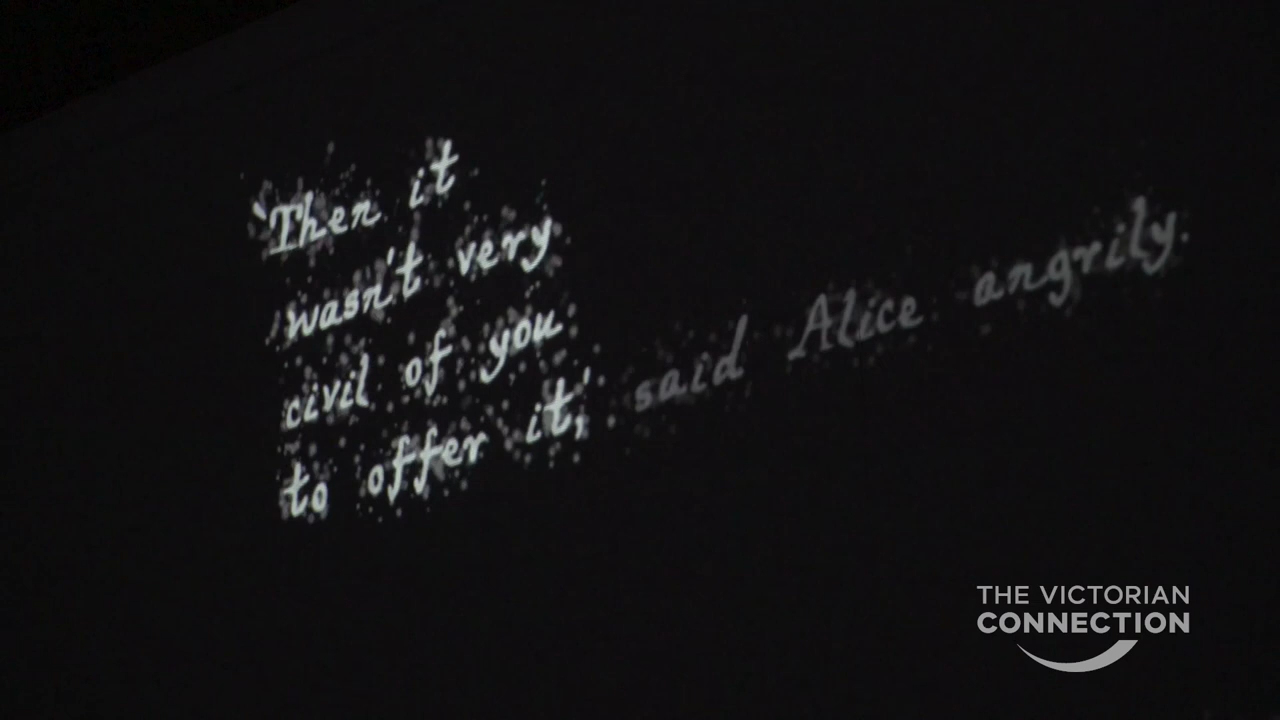 ‘Then it
wasn't very
civil of you
to offer it,' said Alice angrily.
THE VICTORIAN
CONNECTION